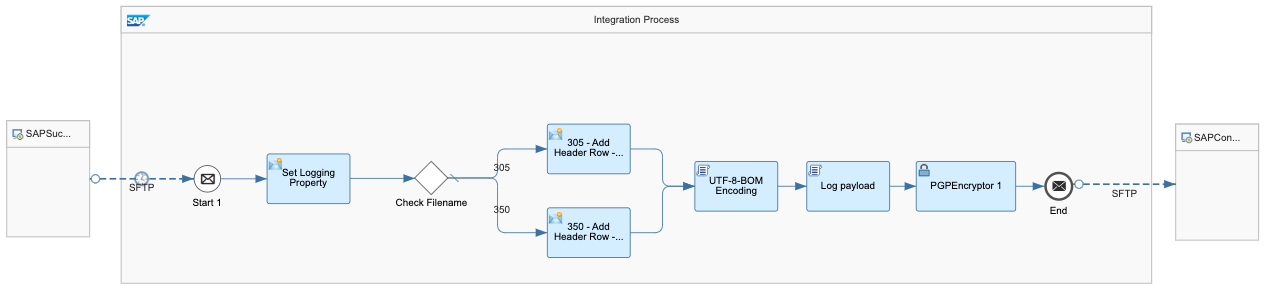 SAP
Integration Process
SAPSuc...
SFTP
Start 1
Set Logging
Property
Check Filename
305
350
305 - Add
Header Row -...
350 - Add
Header Row -...
UTF-8-BOM
Encoding
Log payload
PGPEncryptor 1
End
SFTP
SAPCon...